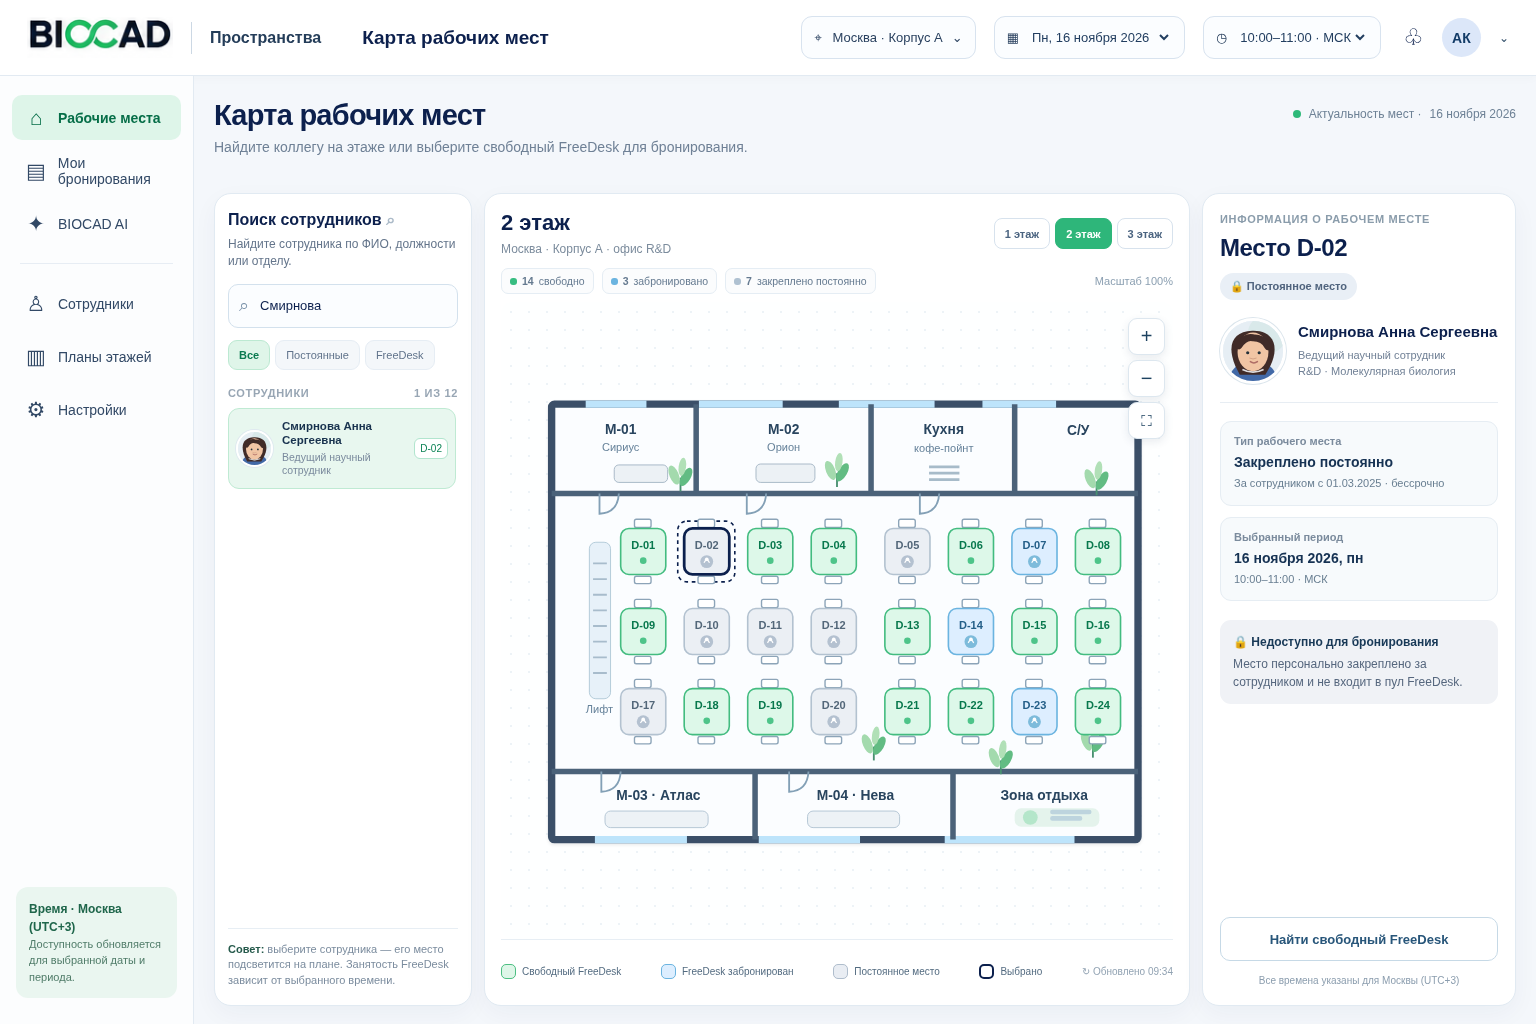 BIOCAD
Пространства
Карта рабочих мест
Москва · Корпус А
Пн, 16 ноября 2026
10:00–11:00 · МСК
АК
Рабочие места
Мои
бронирования
BIOCAD AI
Сотрудники
Планы этажей
Настройки
Время · Москва
(UTC+3)
Доступность обновляется
для выбранной даты и
периода.
Карта рабочих мест
Найдите коллегу на этаже или выберите свободный FreeDesk для бронирования.
Актуальность мест · 16 ноября 2026
Поиск сотрудников
Найдите сотрудника по ФИО, должности
или отделу.
Смирнова
Все
Постоянные
FreeDesk
СОТРУДНИКИ
1 ИЗ 12
Смирнова Анна
Сергеевна
Ведущий научный
сотрудник
D-02
Совет: выберите сотрудника — его место
подсветится на плане. Занятость FreeDesk
зависит от выбранного времени.
2 этаж
Москва · Корпус А · офис R&D
1 этаж
2 этаж
3 этаж
14 свободно
3 забронировано
7 закреплено постоянно
Масштаб 100%
+
−
М-01
Сириус
М-02
Орион
Кухня
кофе-пойнт
С/У
D-01
D-02
D-03
D-04
D-05
D-06
D-07
D-08
D-09
D-10
D-11
D-12
D-13
D-14
D-15
D-16
D-17
D-18
D-19
D-20
D-21
D-22
D-23
D-24
Лифт
М-03 · Атлас
М-04 · Нева
Зона отдыха
Свободный FreeDesk
FreeDesk забронирован
Постоянное место
Выбрано
↻ Обновлено 09:34
ИНФОРМАЦИЯ О РАБОЧЕМ МЕСТЕ
Место D-02
🔒 Постоянное место
Смирнова Анна Сергеевна
Ведущий научный сотрудник
R&D · Молекулярная биология
Тип рабочего места
Закреплено постоянно
За сотрудником с 01.03.2025 · бессрочно
Выбранный период
16 ноября 2026, пн
10:00–11:00 · МСК
🔒 Недоступно для бронирования
Место персонально закреплено за
сотрудником и не входит в пул FreeDesk.
Найти свободный FreeDesk
Все времена указаны для Москвы (UTC+3)